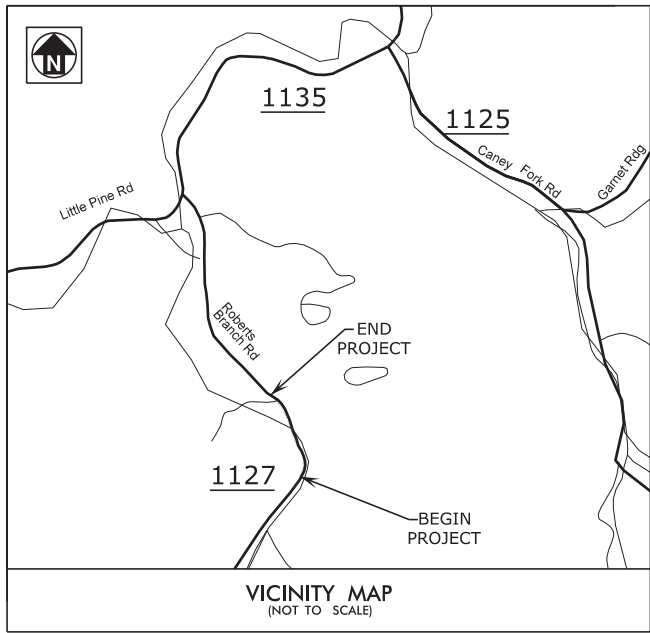 N
1135
1125
Caney Fork Rd
Garnet Rdg
Little Pine Rd
Roberts
Branch Rd
END
PROJECT
1127
BEGIN
PROJECT
VICINITY MAP
(NOT TO SCALE)